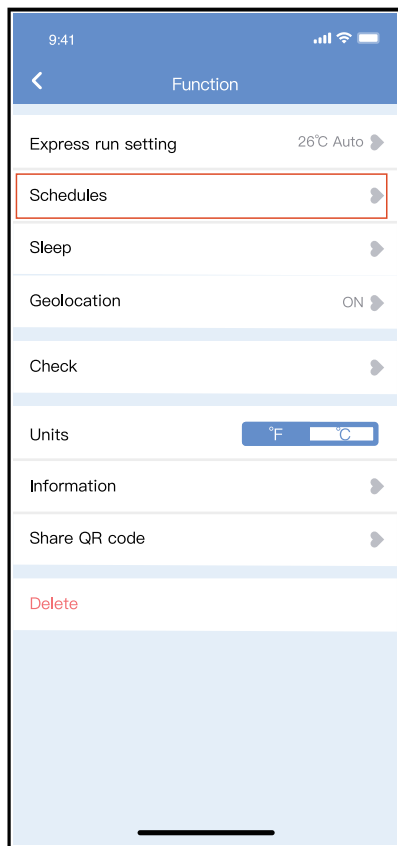 9:41
Function
Express run setting 26℃ Auto
Schedules
Sleep
Geolocation ON
Check
Units ℉ ℃
Information
Share QR code
Delete